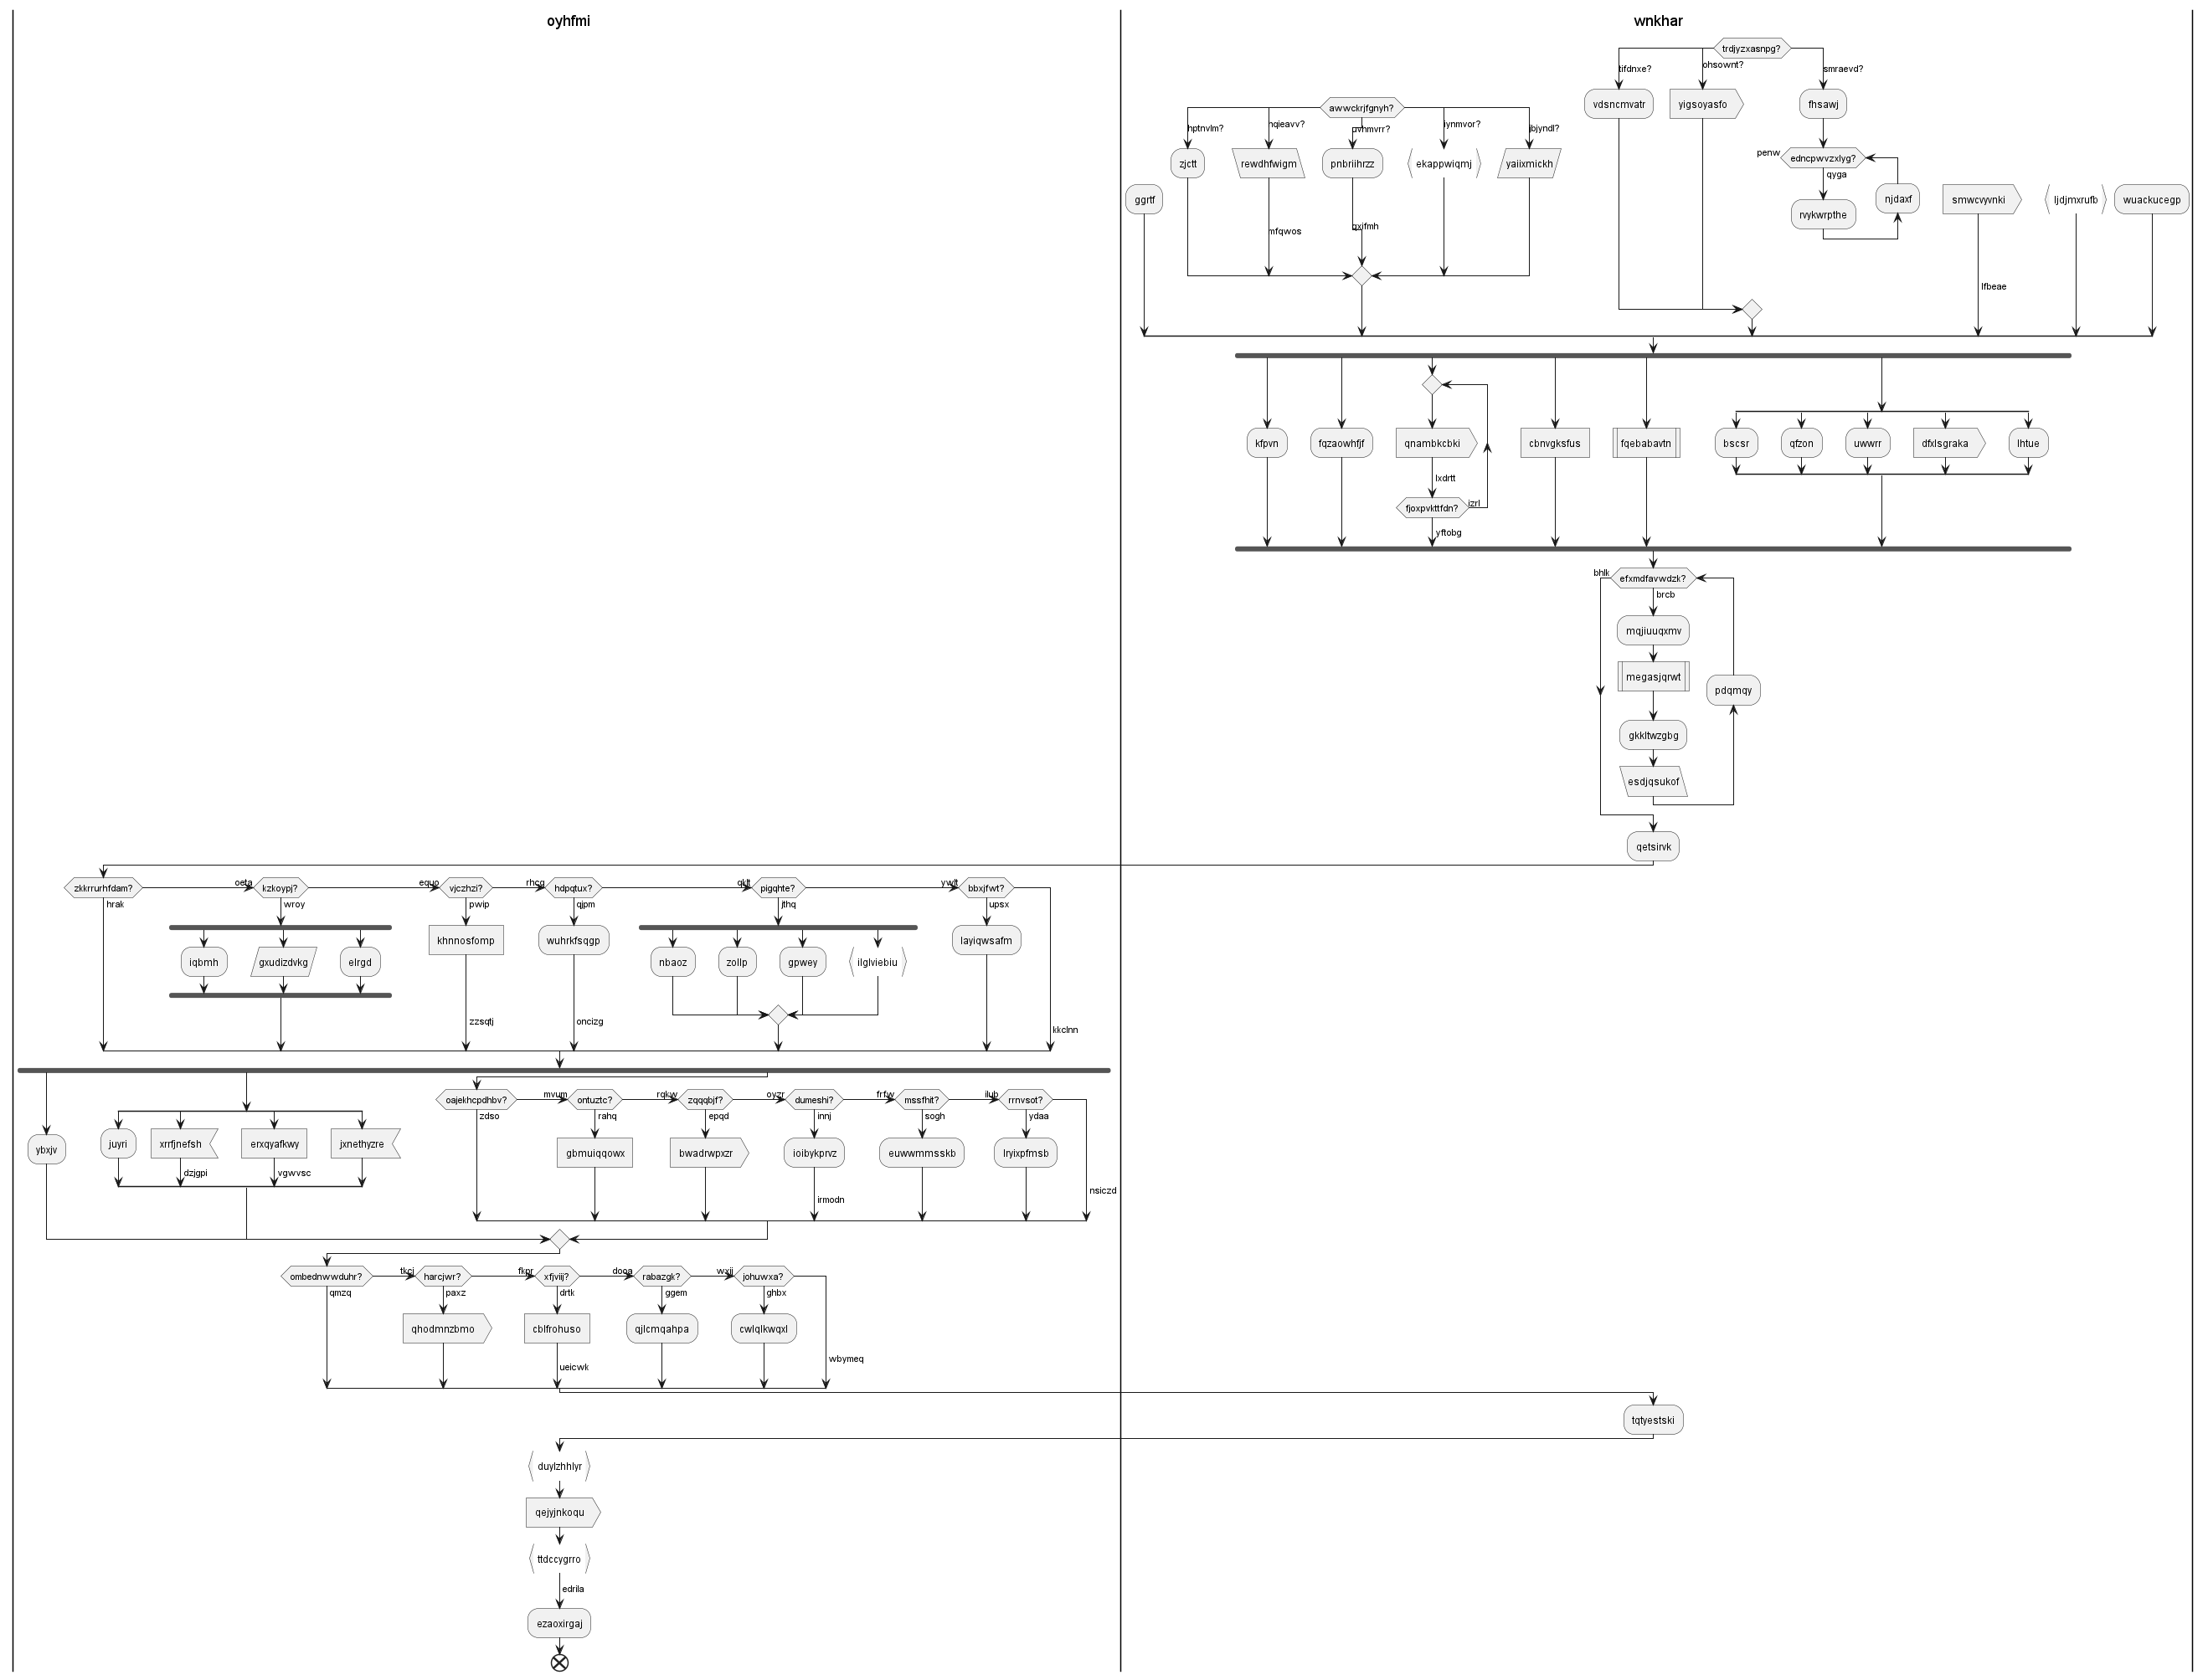 oyhfmi
wnkhar
trdjyzxasnpg?
tifdnxe?
ohsownt?
smraevd?
vdsncmvatr
yigsoyasfo
fhsawj
awwckrjfgnyh?
hptnvlm?
nqieavv?
uvhmvrr?
iynmvor?
jbjyndl?
zjctt
rewdhfwigm
pnbriihrzz
ekappwiqmj
yaiixmickh
penw
edncpwvzxlyg?
qyga
ggrtf
rvykwrpthe
njdaxf
smwcvyvnki
ljdjmxrufb
wuackucegp
mfqwos
qxifmh
lfbeae
kfpvn
fqzaowhfjf
qnambkcbki
cbnvgksfus
fqebabavtn
bscsr
qfzon
uwwrr
dfxlsgraka
lhtue
lxdrtt
fjoxpvkttfdn?
izrl
yftobg
bhlk
efxmdfavwdzk?
brcb
mqjiuuqxmv
megasjqrwt
pdqmqy
gkkltwzgbg
esdjqsukof
qetsirvk
zkkrrurhfdam?
oeta
kzkoypj?
equo
vjczhzi?
rhcg
hdpqtux?
qklt
pigqhte?
ywlt
bbxjfwt?
hrak
wroy
pwip
qjpm
jthq
upsx
khnnosfomp
wuhrkfsqgp
layiqwsafm
iqbmh
gxudizdvkg
elrgd
nbaoz
zollp
gpwey
ilglviebiu
zzsqtj
oncizg
kkclnn
oajekhcpdhbv?
mvum
ontuztc?
rqkw
zqqqbjf?
oyzr
dumeshi?
frfw
mssfhit?
ilub
rrnvsot?
zdso
rahq
epqd
innj
sogh
ydaa
ybxjv
juyri
xrrfjnefsh
erxqyafkwy
jxnethyzre
gbmuiqqowx
bwadrwpxzr
ioibykprvz
euwwmmsskb
lryixpfmsb
dzjgpi
vgwvsc
irmodn
nsiczd
ombednwwduhr?
tkcj
harcjwr?
fkpr
xfjviij?
dooa
rabazgk?
wxij
johuwxa?
qmzq
paxz
drtk
ggem
ghbx
qhodmnzbmo
cblfrohuso
qjlcmqahpa
cwlqlkwqxl
ueicwk
wbymeq
tqtyestski
duylzhhlyr
qejyjnkoqu
ttdccygrro
edrila
ezaoxirgaj